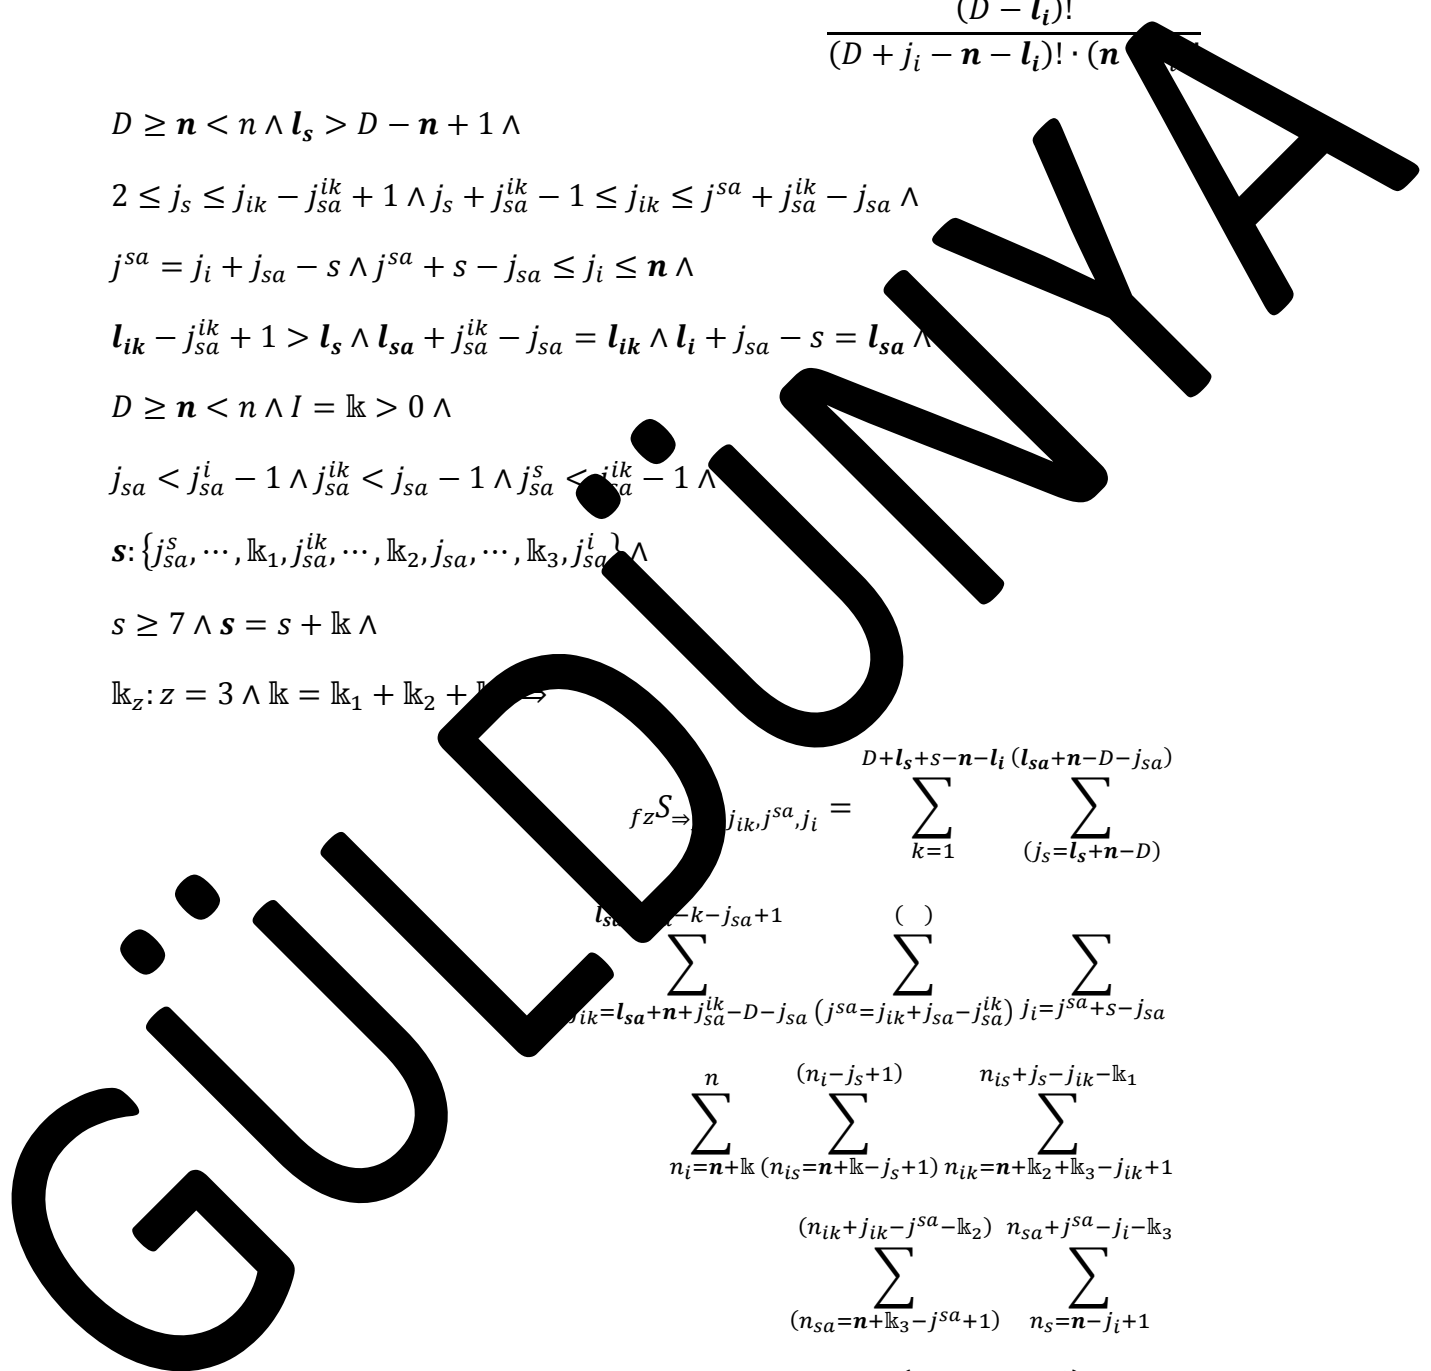 (D − l_i)!
(D + j_i − n − l_i)! · (n
D ≥ n < n ∧ l_s > D − n + 1 ∧
2 ≤ j_s ≤ j_ik − j_sa^ik + 1 ∧ j_s + j_sa^ik − 1 ≤ j_ik ≤ j^sa + j_sa^ik − j_sa ∧
j^sa = j_i + j_sa − s ∧ j^sa + s − j_sa ≤ j_i ≤ n ∧
l_ik − j_sa^ik + 1 > l_s ∧ l_sa + j_sa^ik − j_sa = l_ik ∧ l_i + j_sa − s = l_sa ∧
D ≥ n < n ∧ I = 𝕜 > 0 ∧
j_sa < j_sa^i − 1 ∧ j_sa^ik < j_sa − 1 ∧ j_sa^s < j_sa^ik − 1 ∧
s: {j_sa^s, ⋯ , 𝕜_1, j_sa^ik, ⋯ , 𝕜_2, j_sa, ⋯ , 𝕜_3, j_sa^i} ∧
s ≥ 7 ∧ s = s + 𝕜 ∧
𝕜_z: z = 3 ∧ 𝕜 = 𝕜_1 + 𝕜_2 + ⇒
D+l_s+s−n−l_i (l_sa+n−D−j_sa)
fz S_⇒ j_ik,j^sa,j_i = ∑ ∑
k=1 (j_s=l_s+n−D)
−k−j_sa+1 ( )
∑ ∑ ∑
j_ik=l_sa+n+j_sa^ik−D−j_sa (j^sa=j_ik+j_sa−j_sa^ik) j_i=j^sa+s−j_sa
n (n_i−j_s+1) n_is+j_s−j_ik−𝕜_1
∑ ∑ ∑
n_i=n+𝕜 (n_is=n+𝕜−j_s+1) n_ik=n+𝕜_2+𝕜_3−j_ik+1
(n_ik+j_ik−j^sa−𝕜_2) n_sa+j^sa−j_i−𝕜_3
∑ ∑
(n_sa=n+𝕜_3−j^sa+1) n_s=n−j_i+1
GÜLDÜNYA